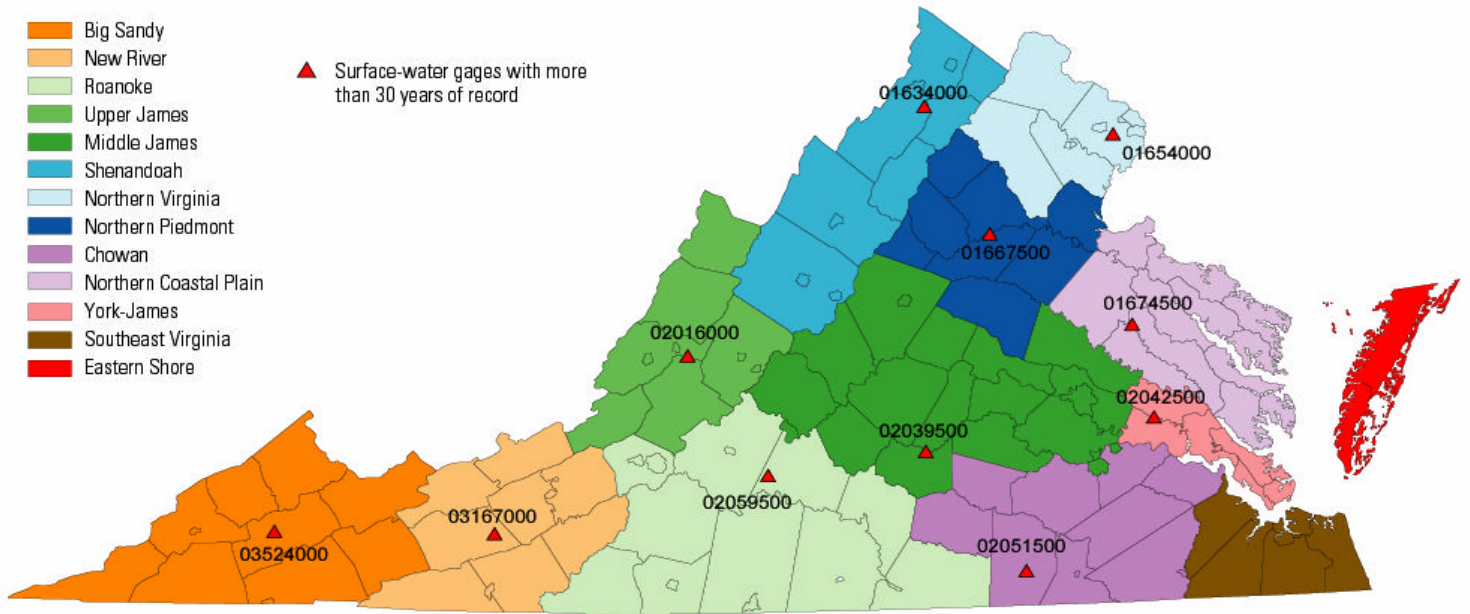 Big Sandy
New River
Roanoke
Upper James
Middle James
Shenandoah
Northern Virginia
Northern Piedmont
Chowan
Northern Coastal Plain
York-James
Southeast Virginia
Eastern Shore
Surface-water gages with more
than 30 years of record
01634000
01654000
01667500
01674500
02016000
02042500
02039500
02059500
03167000
03524000
02051500